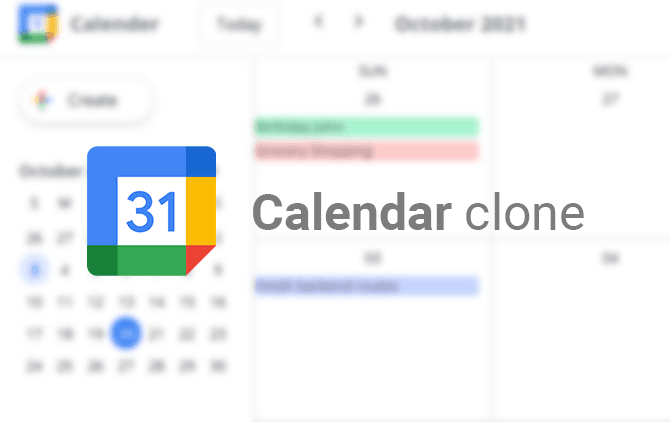 Calender Today October 2021
Create
SUN MON
26 27
Birthday John
Grocery Shopping
October
S M S
26 27 2
31 Calendar clone
03 04
3 4 9
Finish backend routes
10 11 12 13 14 15 16
17 18 19 20 21 22 23
24 25 26 27 28 29 30